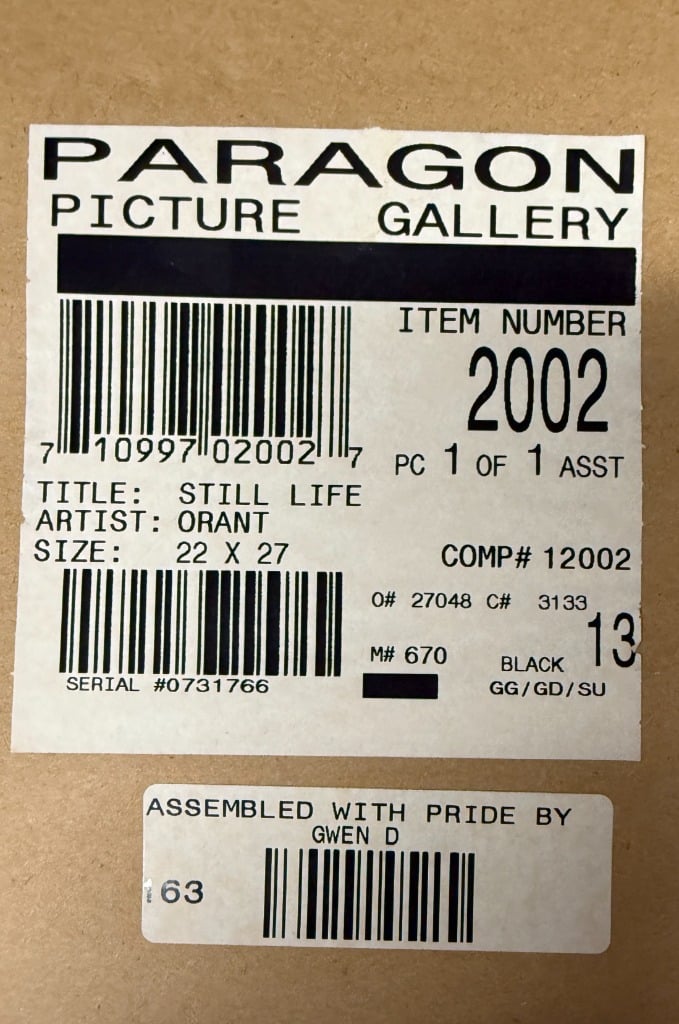 PARAGON
PICTURE GALLERY
ITEM NUMBER
2002
7 10997 02002 7
PC 1 OF 1 ASST
TITLE: STILL LIFE
ARTIST: ORANT
SIZE: 22 X 27
COMP# 12002
O# 27048 C# 3133
13
M# 670
BLACK
SERIAL #0731766
GG/GD/SU
ASSEMBLED WITH PRIDE BY
GWEN D
63